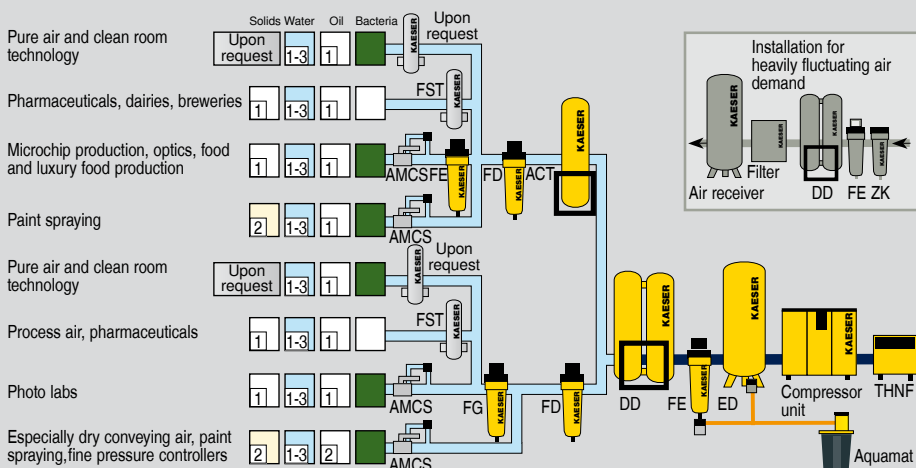 Solids Water Oil Bacteria
Pure air and clean room
technology
Upon
request
1-3
1
KAESER
Upon
request
Pharmaceuticals, dairies, breweries
1
1-3
1
FST
KAESER
Microchip production, optics, food
and luxury food production
1
1-3
1
AMCS
FE
KAESER
FD
KAESER
ACT
KAESER
Paint spraying
2
1-3
1
AMCS
Pure air and clean room
technology
Upon
request
1-3
1
KAESER
Upon
request
Process air, pharmaceuticals
1
1-3
1
FST
KAESER
Photo labs
1
1-3
1
AMCS
FG
KAESER
FD
KAESER
Especially dry conveying air, paint
spraying,fine pressure controllers
2
1-3
2
AMCS
DD
KAESER
FE
KAESER
ED
KAESER
Compressor
unit
KAESER
THNF
Aquamat
Installation for
heavily fluctuating air
demand
KAESER
Air receiver
KAESER
Filter
KAESER
DD
KAESER
FE
KAESER
ZK